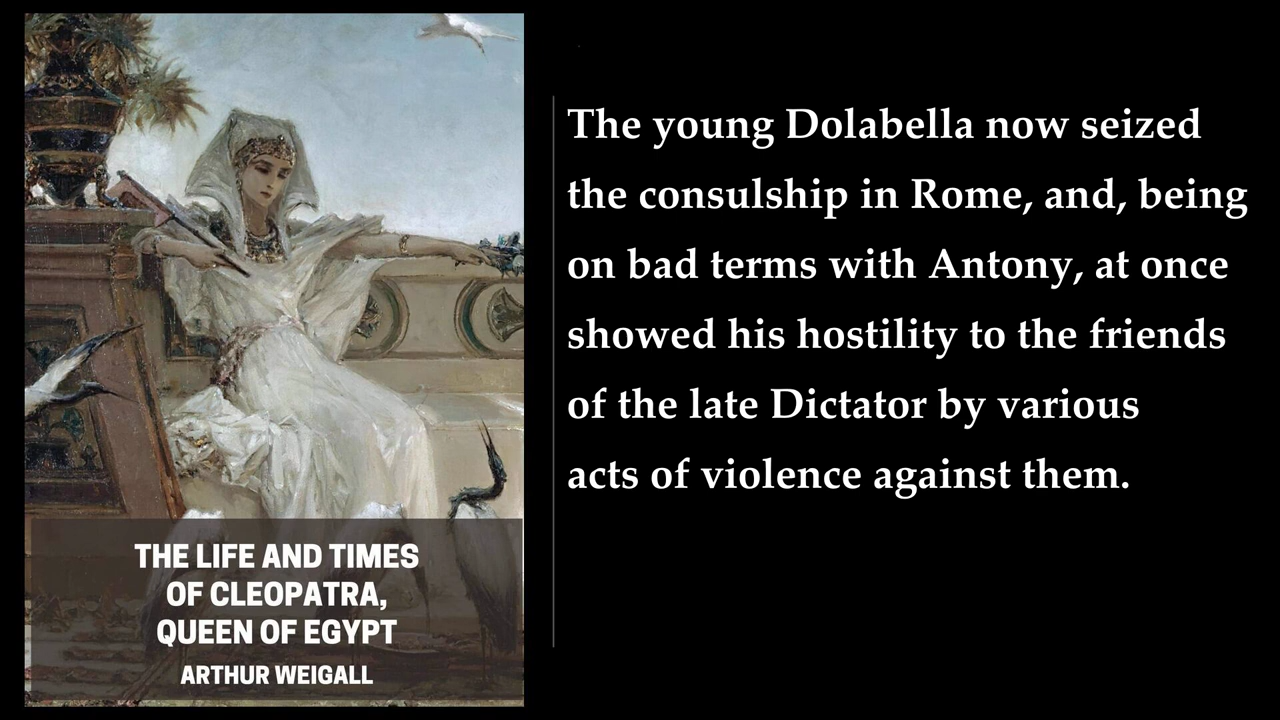 THE LIFE AND TIMES
OF CLEOPATRA,
QUEEN OF EGYPT
ARTHUR WEIGALL
The young Dolabella now seized
the consulship in Rome, and, being
on bad terms with Antony, at once
showed his hostility to the friends
of the late Dictator by various
acts of violence against them.